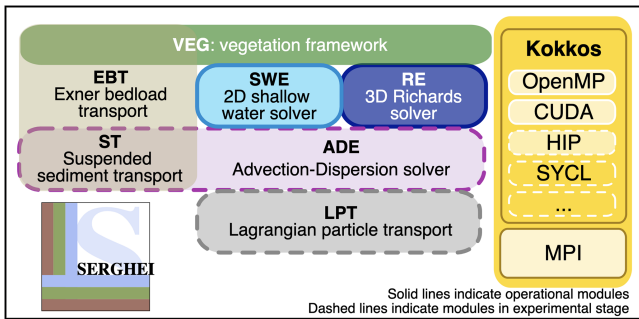 VEG: vegetation framework
EBT
Exner bedload
transport
SWE
2D shallow
water solver
RE
3D Richards
solver
ST
Suspended
sediment transport
ADE
Advection-Dispersion solver
LPT
Lagrangian particle transport
S
SERGHEI
Kokkos
OpenMP
CUDA
HIP
SYCL
...
MPI
Solid lines indicate operational modules
Dashed lines indicate modules in experimental stage